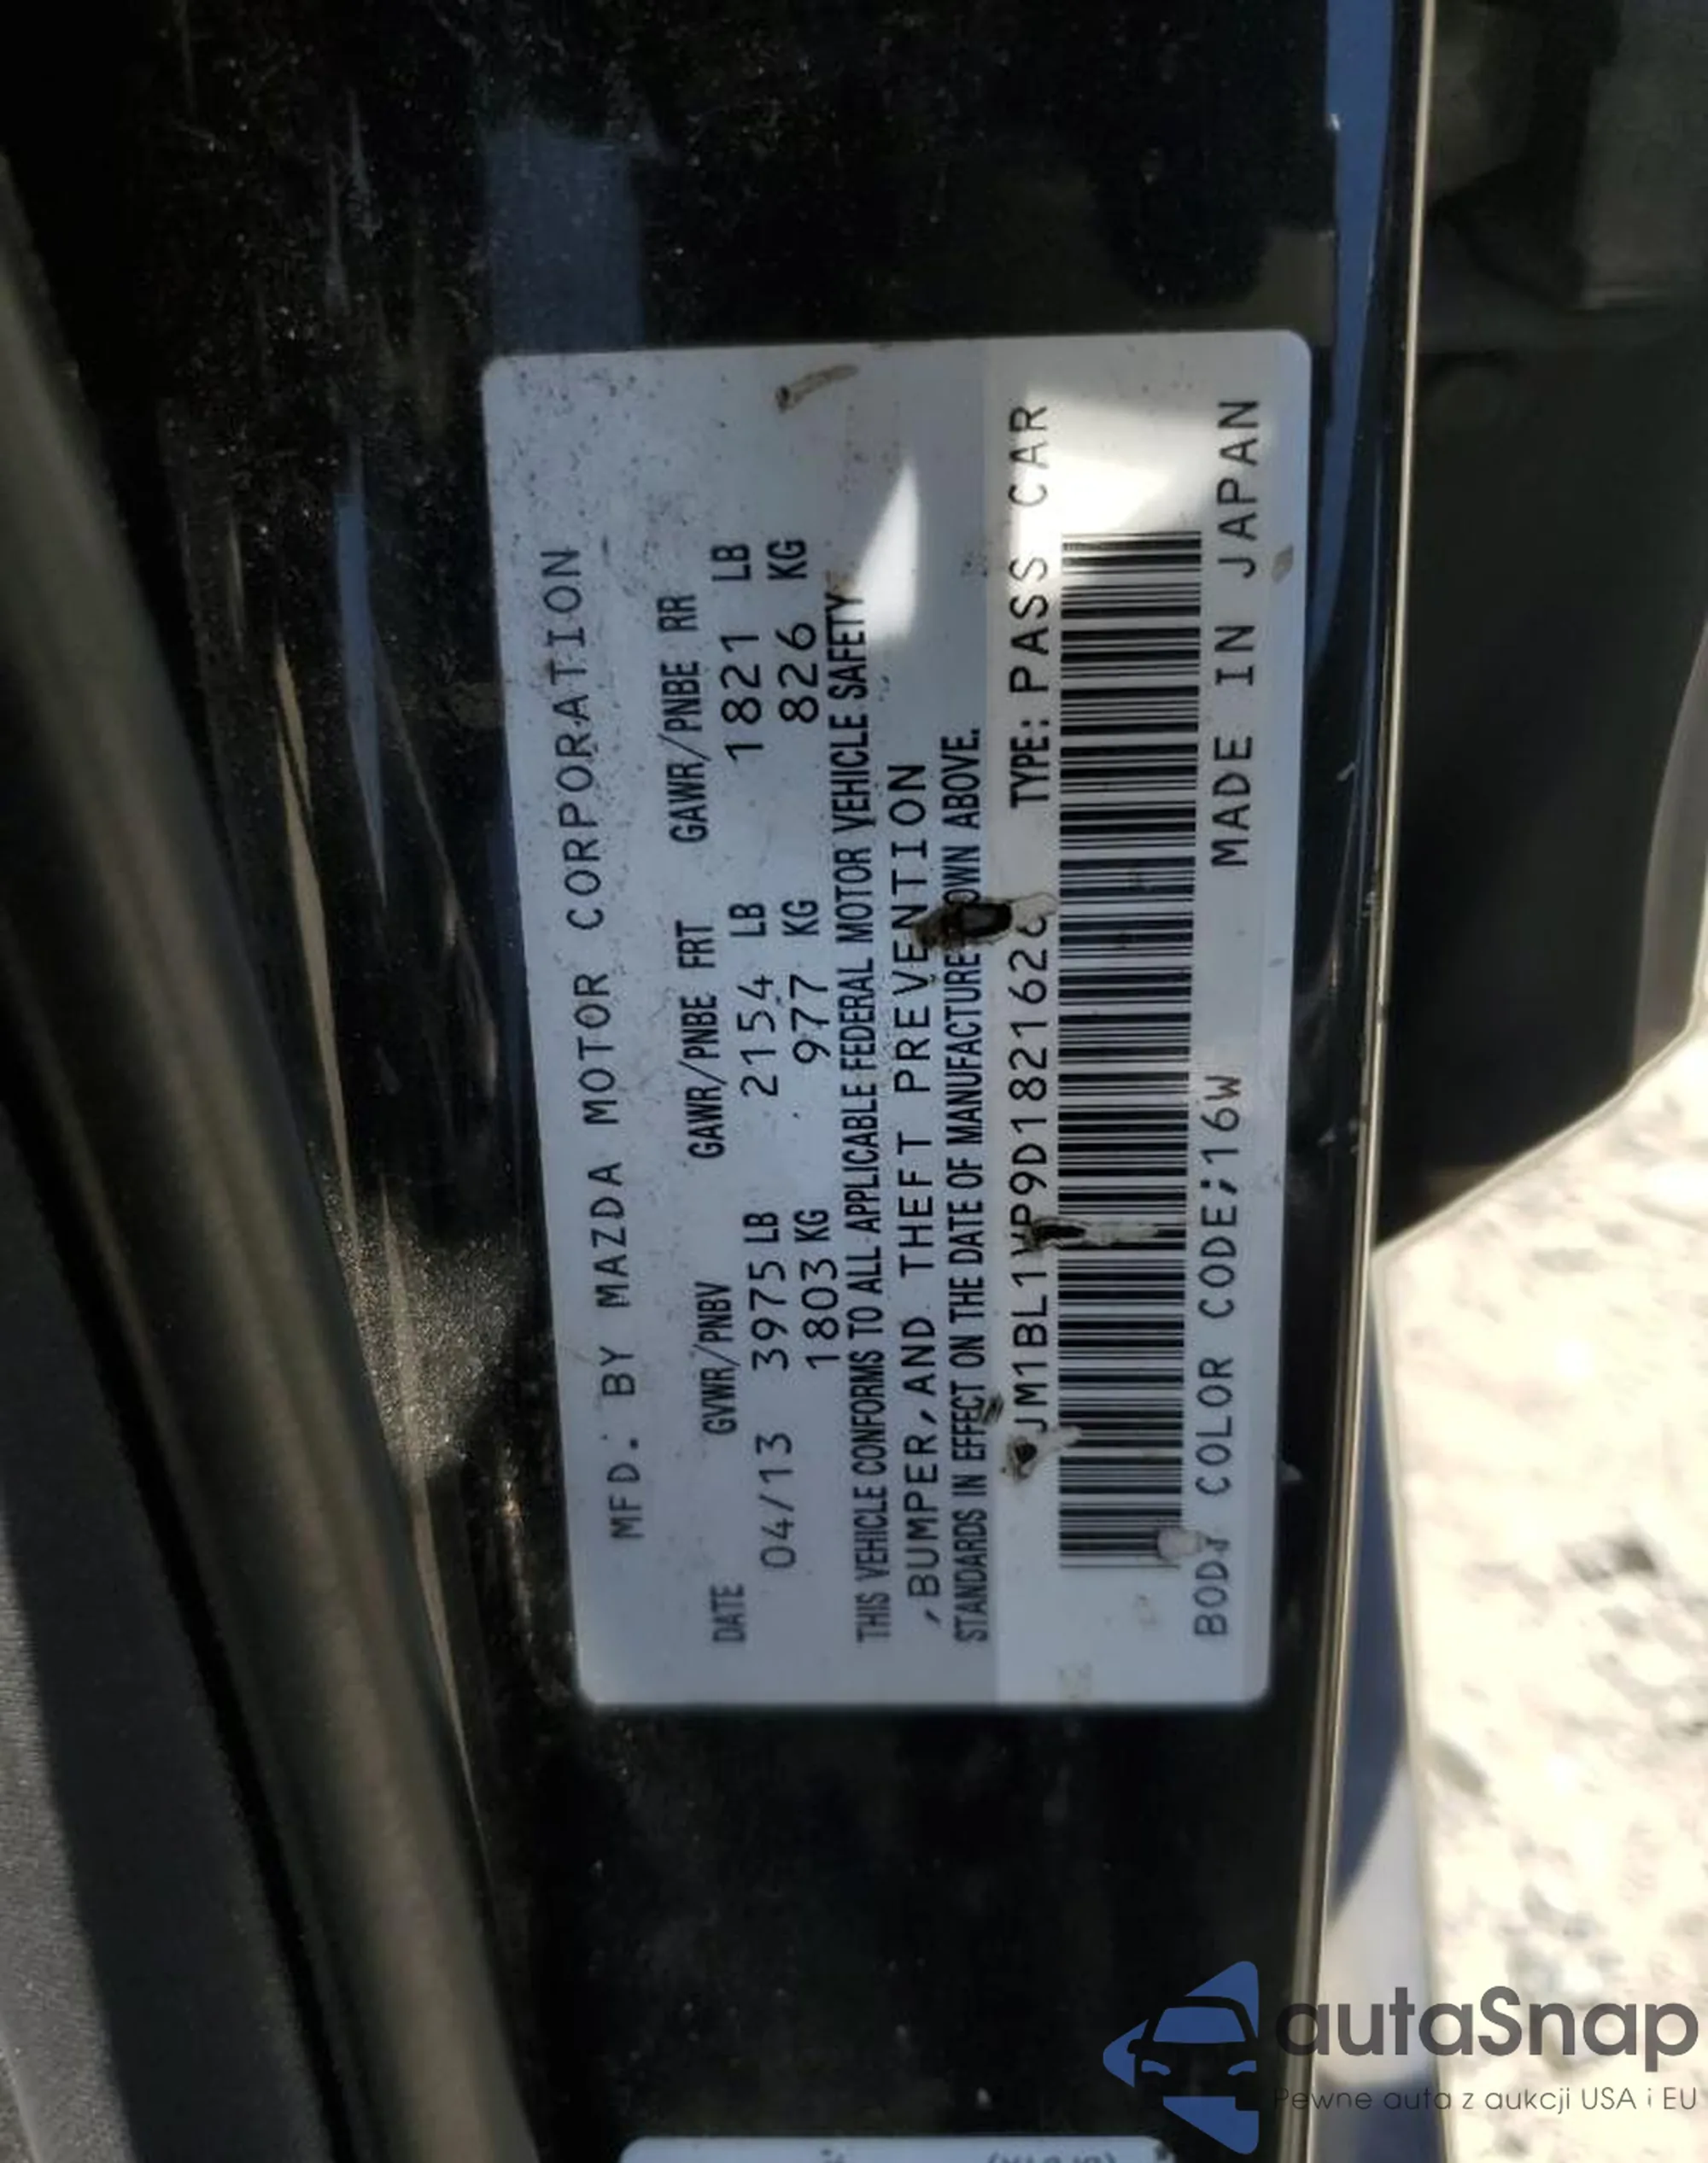 MFD. BY MAZDA MOTOR CORPORATION
DATE GVWR/PNBV GAWR/PNBE FRT GAWR/PNBE RR
04/13 3975 LB 2154 LB 1821 LB
1803 KG 977 KG 826 KG
THIS VEHICLE CONFORMS TO ALL APPLICABLE FEDERAL MOTOR VEHICLE SAFETY
,BUMPER,AND THEFT PREVENTION
STANDARDS IN EFFECT ON THE DATE OF MANUFACTURE SHOWN ABOVE.
JM1BL1VP9D1821626 TYPE: PASS CAR
BODY COLOR CODE;16W MADE IN JAPAN
autaSnap
Pewne auta z aukcji USA i EU